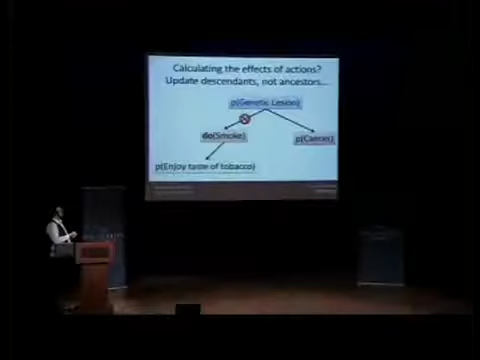 Calculating the effects of actions?
Update descendants, not ancestors...
p(Genetic Lesion)
do(Smoke)
p(Cancer)
p(Enjoy taste of tobacco)